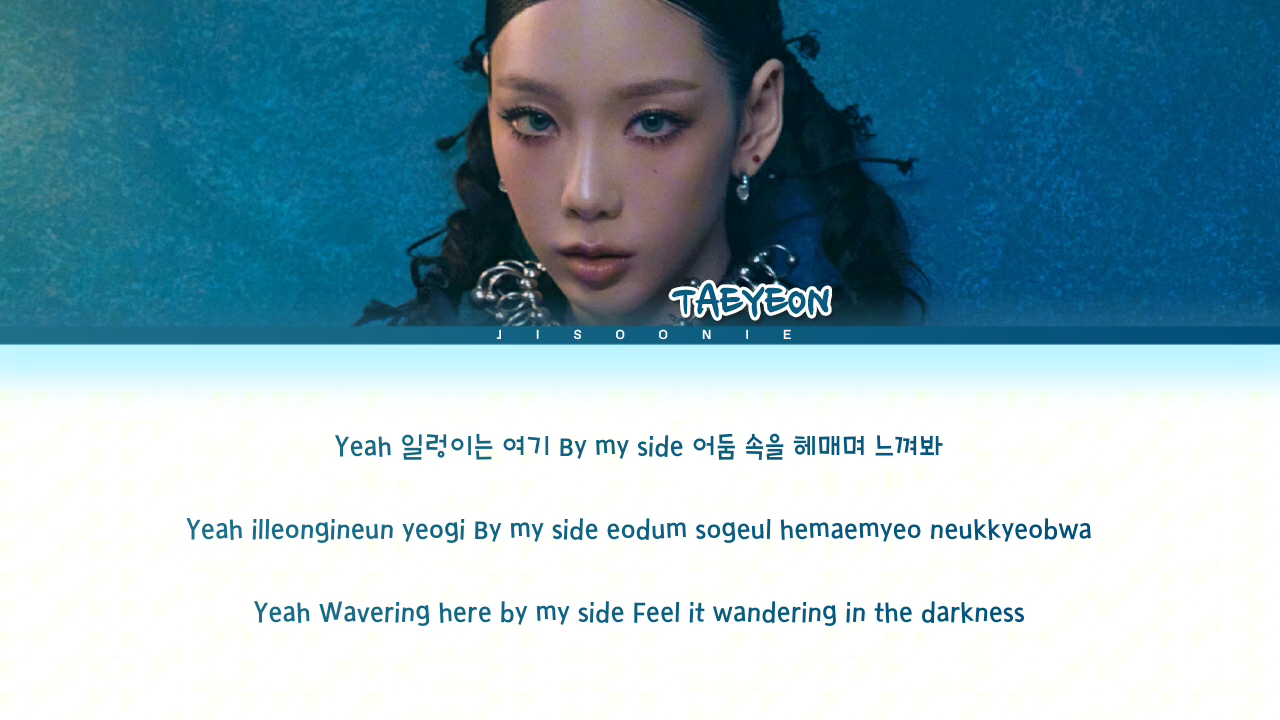 TAEYEON
JISOONIE
Yeah 일렁이는 여기 By my side 어둠 속을 헤매며 느껴봐
Yeah illeongineun yeogi By my side eodum sogeul hemaemyeo neukkyeobwa
Yeah Wavering here by my side Feel it wandering in the darkness